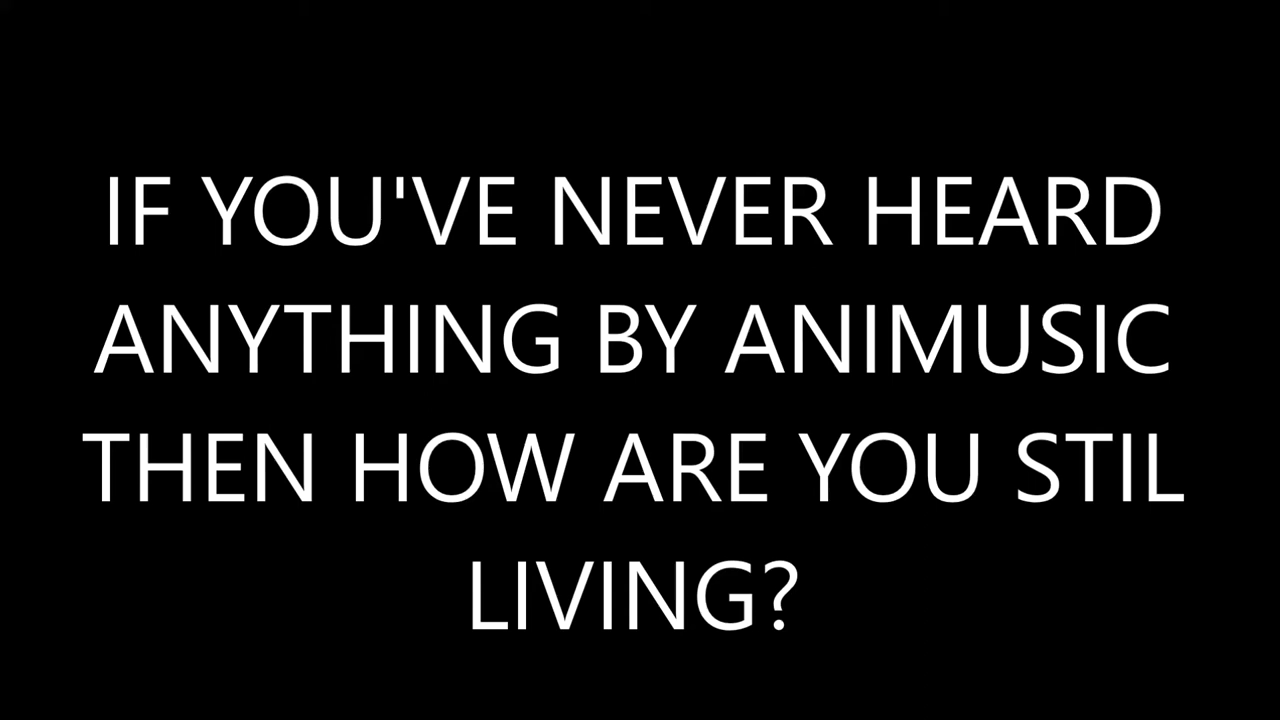 IF YOU'VE NEVER HEARD
ANYTHING BY ANIMUSIC
THEN HOW ARE YOU STIL
LIVING?